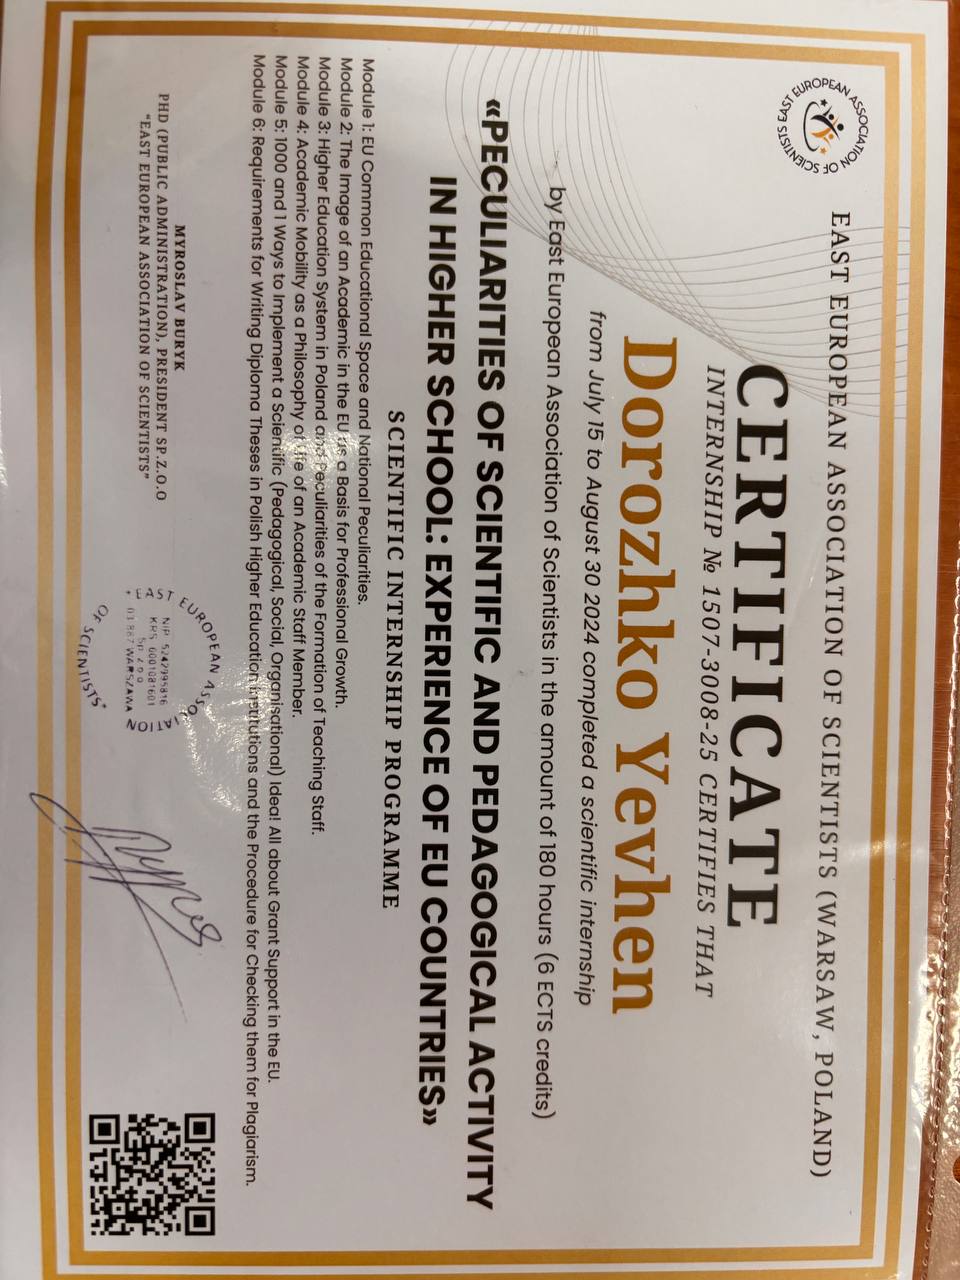 EAST EUROPEAN ASSOCIATION OF SCIENTISTS
EAST EUROPEAN ASSOCIATION OF SCIENTISTS (WARSAW, POLAND)
CERTIFICATE
INTERNSHIP № 1507-3008-25 CERTIFIES THAT
Dorozhko Yevhen
from July 15 to August 30 2024 completed a scientific internship
by East European Association of Scientists in the amount of 180 hours (6 ECTS credits)
«PECULIARITIES OF SCIENTIFIC AND PEDAGOGICAL ACTIVITY
IN HIGHER SCHOOL: EXPERIENCE OF EU COUNTRIES»
SCIENTIFIC INTERNSHIP PROGRAMME
Module 1: EU Common Educational Space and National Peculiarities.
Module 2: The Image of an Academic in the EU as a Basis for Professional Growth.
Module 3: Higher Education System in Poland and Peculiarities of the Formation of Teaching Staff.
Module 4: Academic Mobility as a Philosophy of Life of an Academic Staff Member.
Module 5: 1000 and 1 Ways to Implement a Scientific (Pedagogical, Social, Organisational) Idea! All about Grant Support in the EU.
Module 6: Requirements for Writing Diploma Theses in Polish Higher Education Institutions and the Procedure for Checking them for Plagiarism.
MYROSLAV BURYK
PHD (PUBLIC ADMINISTRATION), PRESIDENT SP.Z.O.O
"EAST EUROPEAN ASSOCIATION OF SCIENTISTS"
"EAST EUROPEAN ASSOCIATION
OF SCIENTISTS"
NIP 5242995816
KRS 0001081601
Sp. z o.o.
03-887 WARSZAWA